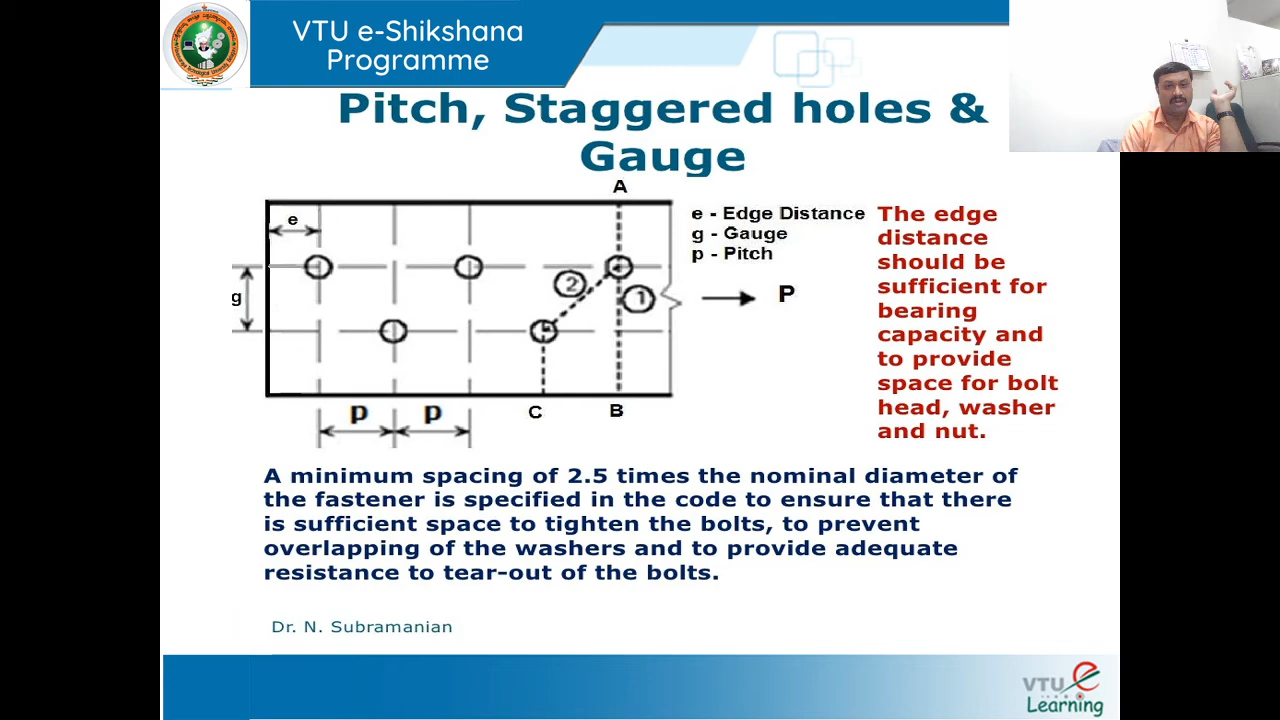 VTU e-Shikshana
Programme
Pitch, Staggered holes &
Gauge
A
e
g
2
1
P
p
p
C
B
e - Edge Distance
g - Gauge
p - Pitch
The edge
distance
should be
sufficient for
bearing
capacity and
to provide
space for bolt
head, washer
and nut.
A minimum spacing of 2.5 times the nominal diameter of
the fastener is specified in the code to ensure that there
is sufficient space to tighten the bolts, to prevent
overlapping of the washers and to provide adequate
resistance to tear-out of the bolts.
Dr. N. Subramanian
VTU e
Learning